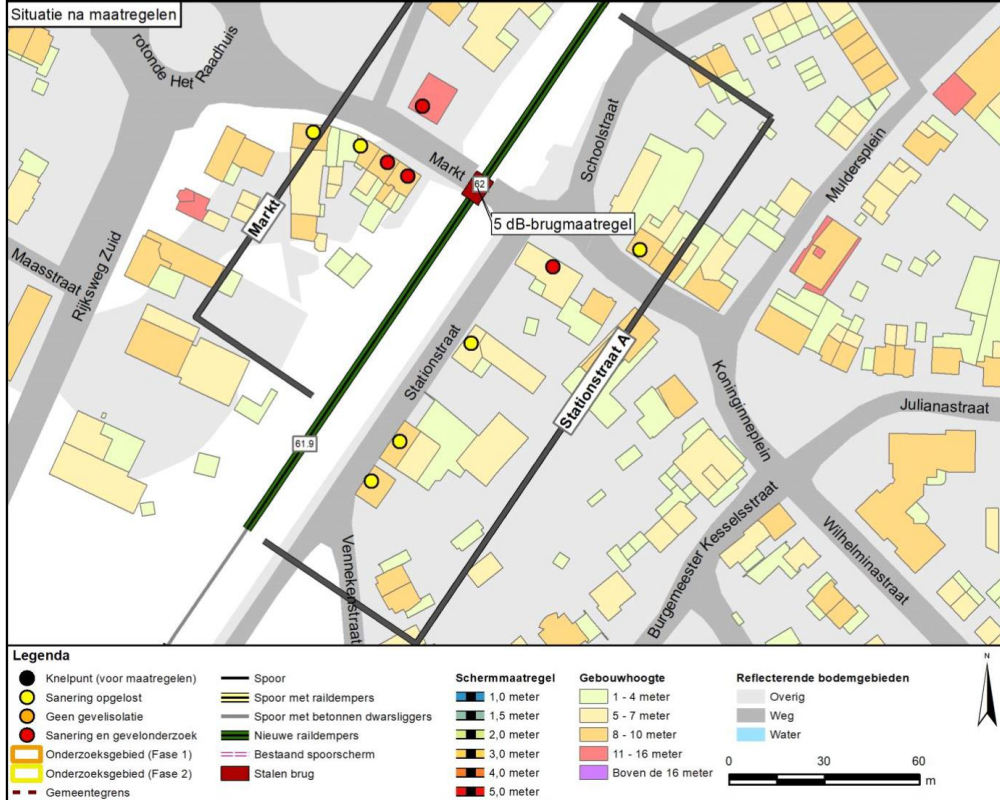 Situatie na maatregelen
rotonde Het Raadhuis
Markt
Schoolstraat
Muldersplein
62
5 dB-brugmaatregel
Markt
Maasstraat
Rijksweg Zuid
Stationstraat
Stationstraat A
Koninginneplein
Julianastraat
61.9
Vennekenstraat
Burgemeester Kesselsstraat
Wilhelminastraat
Legenda
Knelpunt (voor maatregelen)
Sanering opgelost
Geen gevelisolatie
Sanering en gevelonderzoek
Onderzoeksgebied (Fase 1)
Onderzoeksgebied (Fase 2)
Gemeentegrens
Spoor
Spoor met raildempers
Spoor met betonnen dwarsliggers
Nieuwe raildempers
Bestaand spoorscherm
Stalen brug
Schermmaatregel
1,0 meter
1,5 meter
2,0 meter
3,0 meter
4,0 meter
5,0 meter
Gebouwhoogte
1 - 4 meter
5 - 7 meter
8 - 10 meter
11 - 16 meter
Boven de 16 meter
Reflecterende bodemgebieden
Overig
Weg
Water
N
0 30 60
m